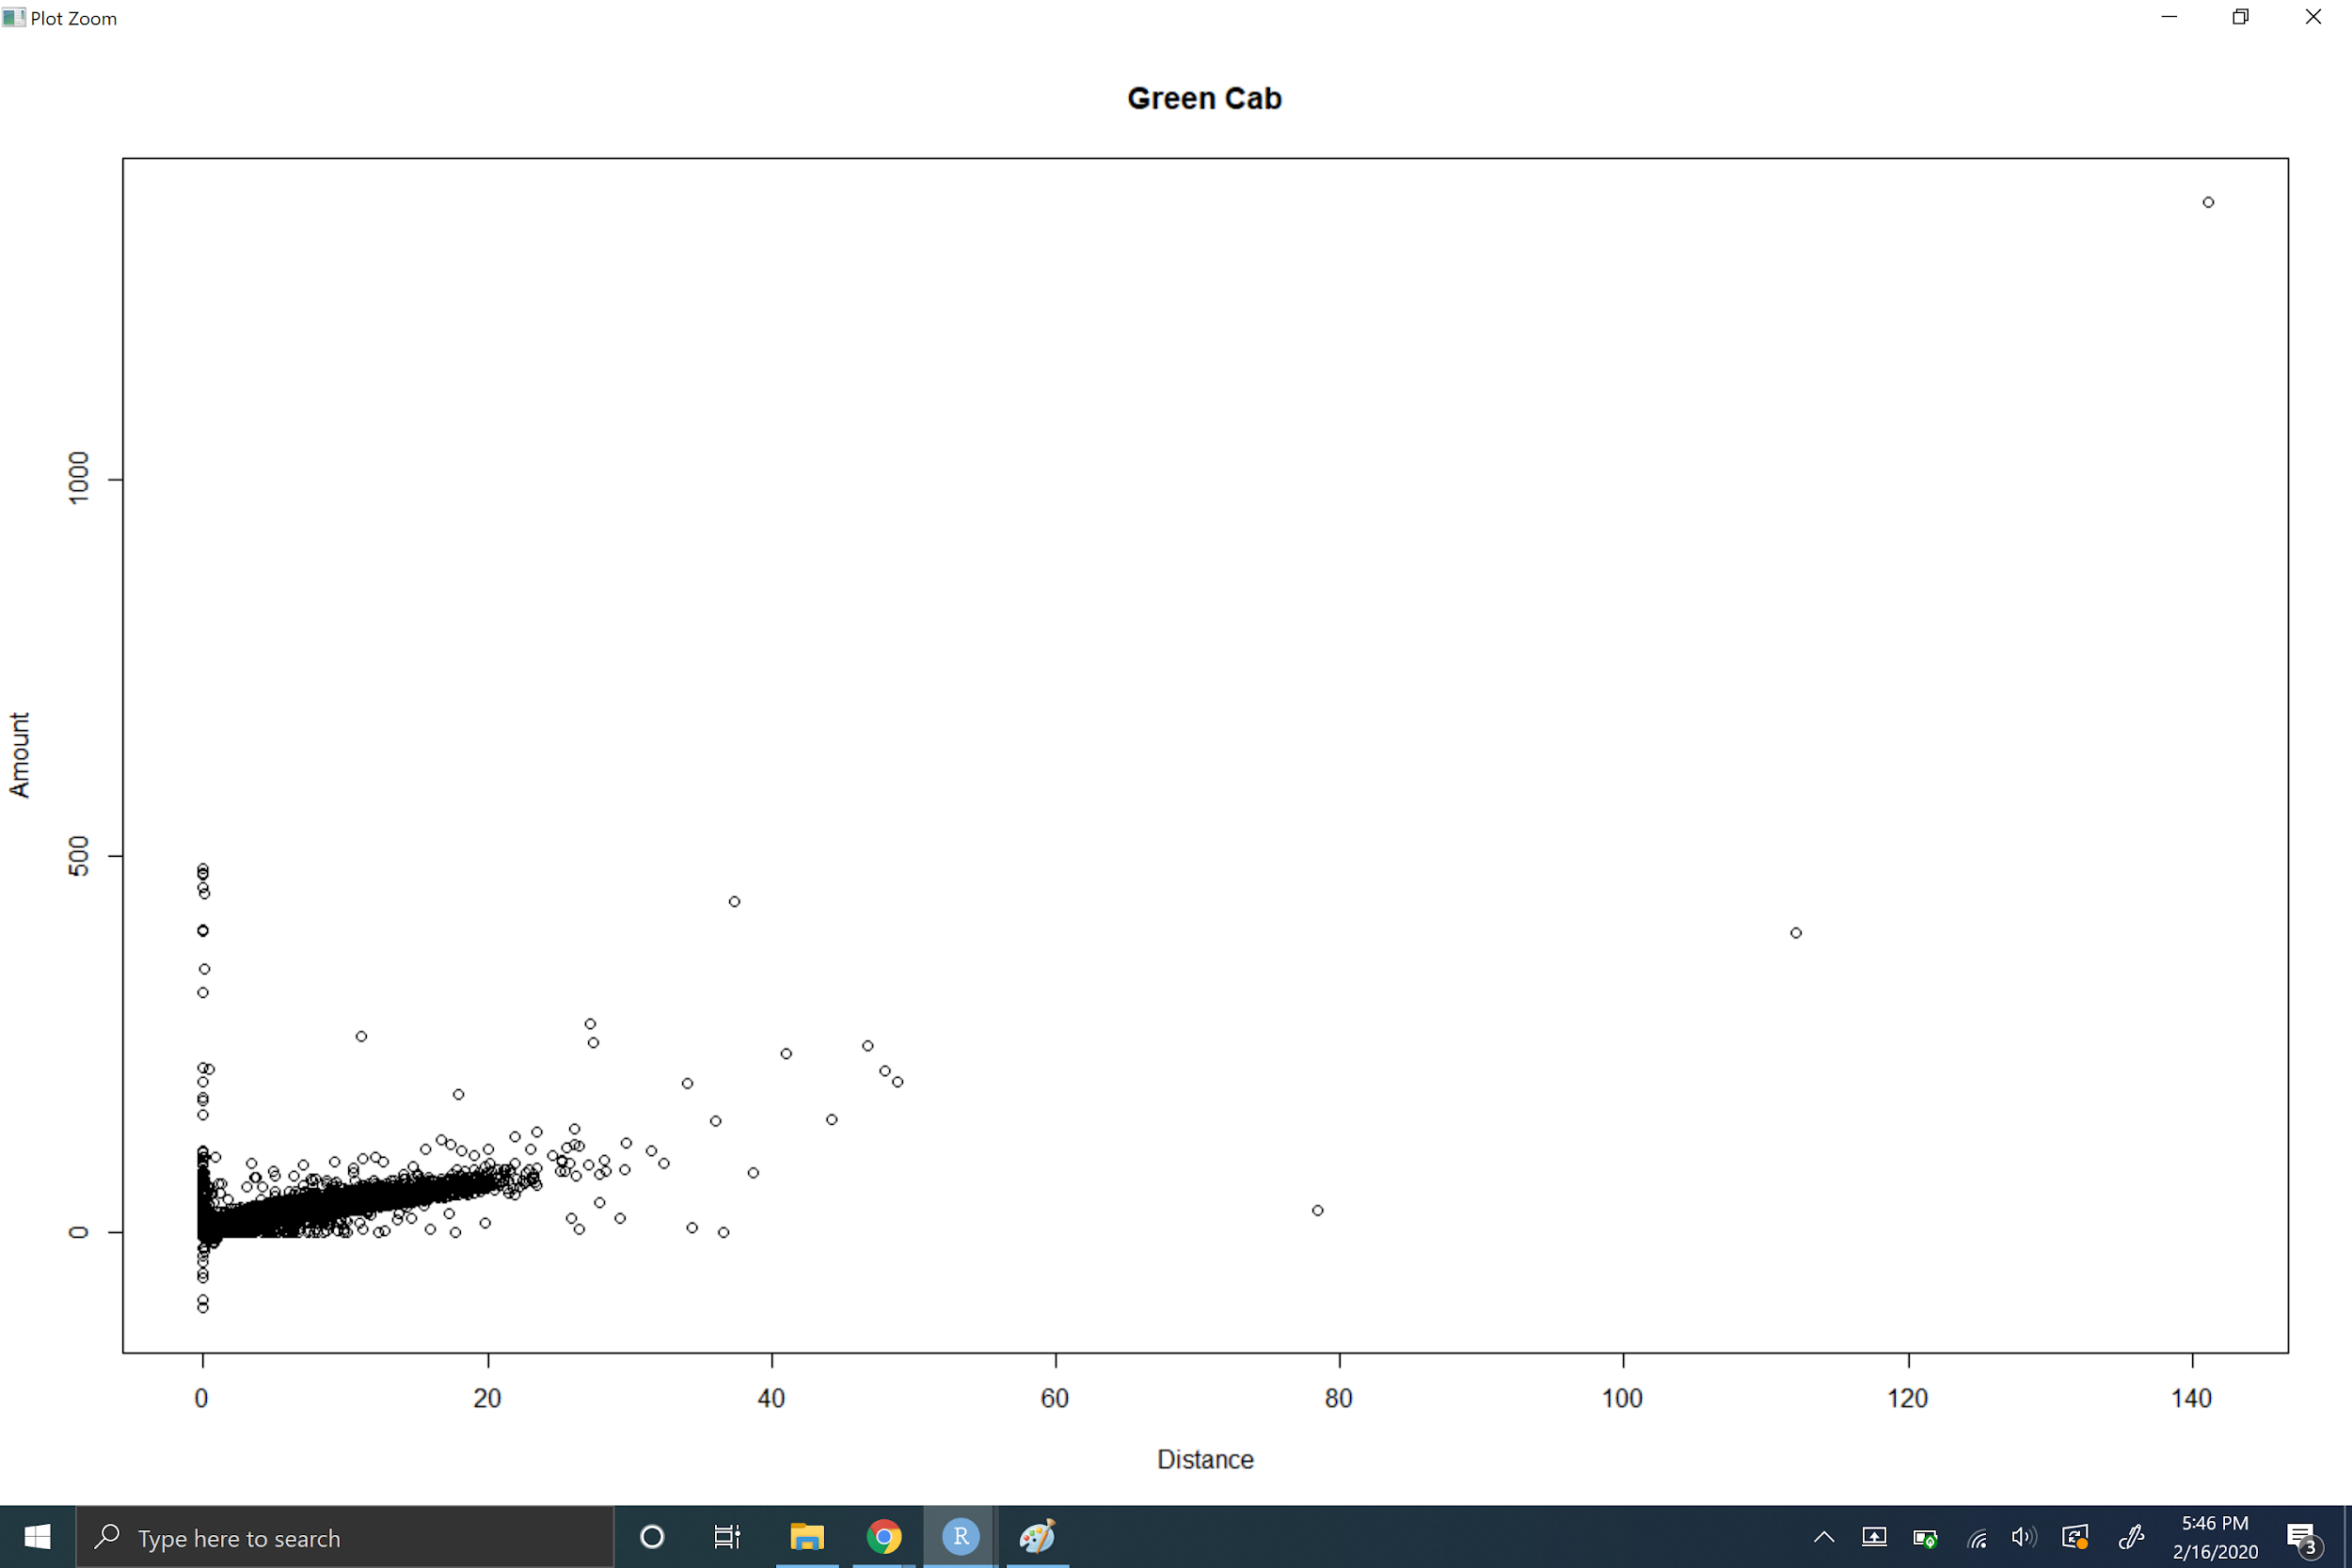 Plot Zoom
Green Cab
1000
500
0
Amount
0 20 40 60 80 100 120 140
Distance
Type here to search
R
5:46 PM
2/16/2020
3